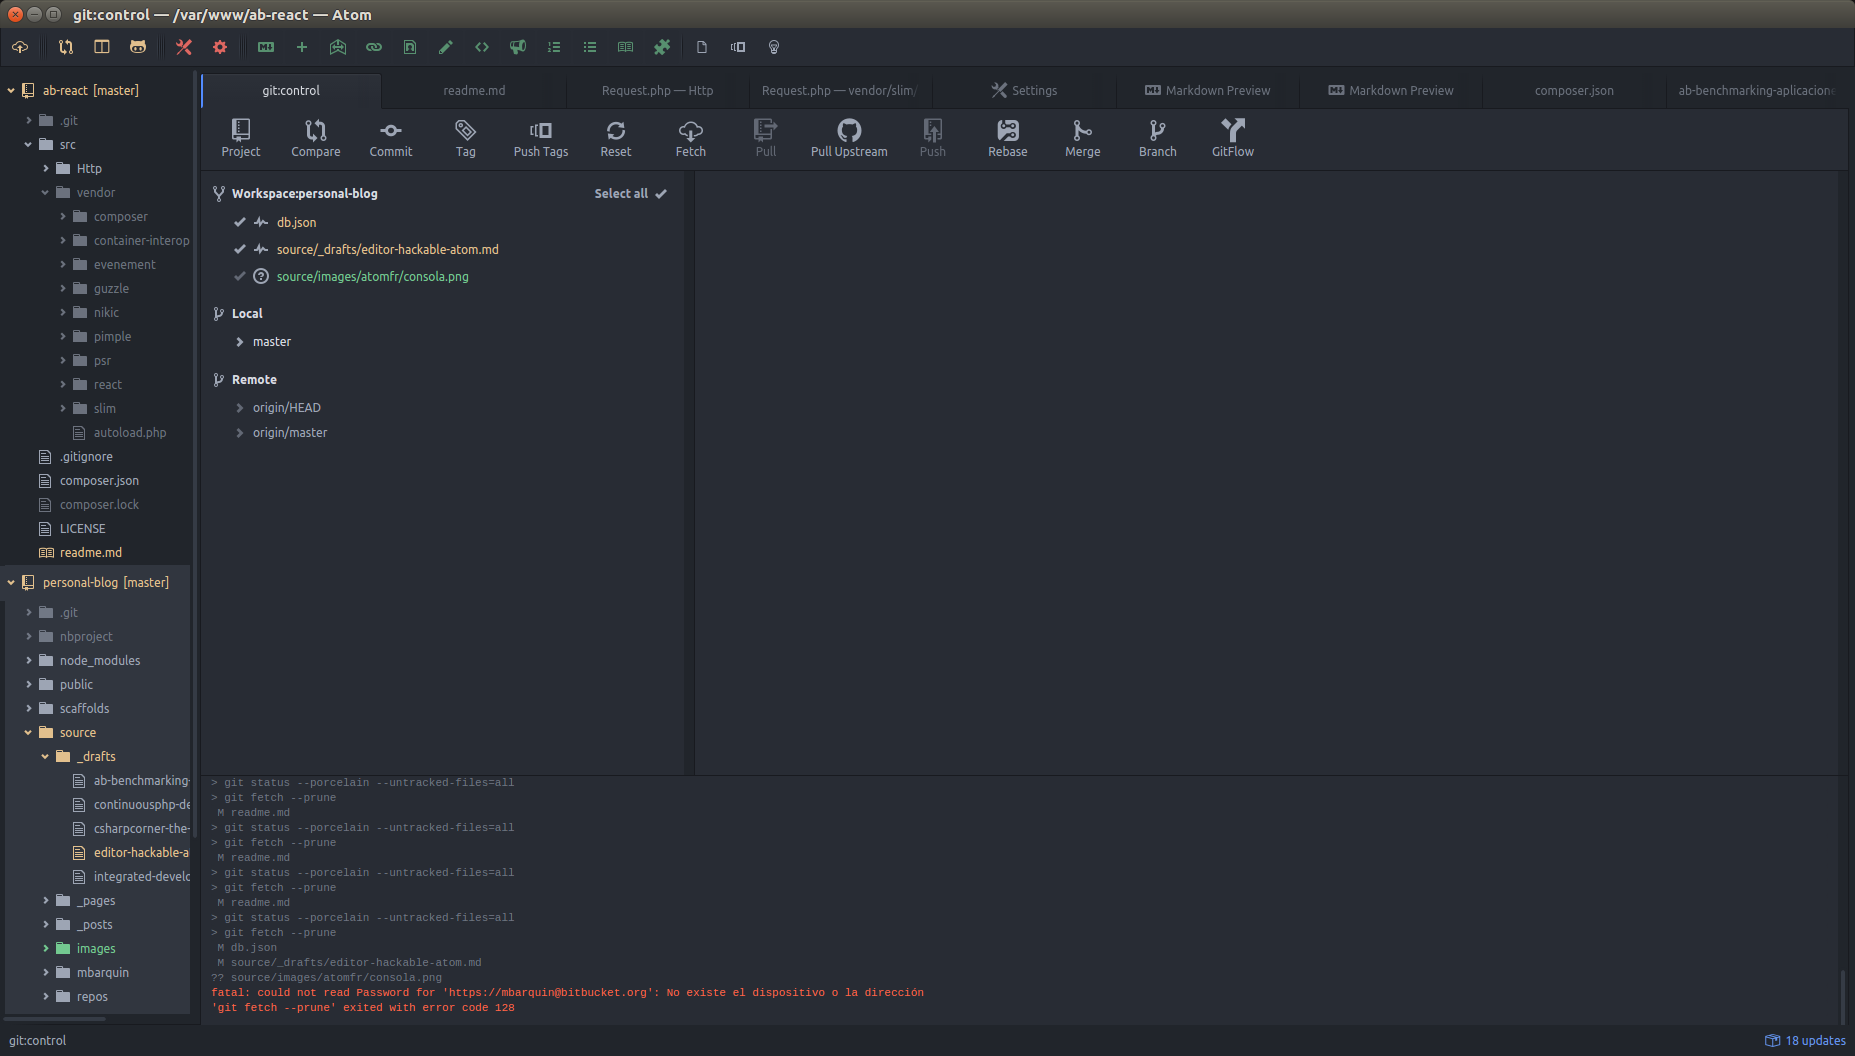 git:control — /var/www/ab-react — Atom
ab-react [master]
.git
src
Http
vendor
composer
container-interop
evenement
guzzle
nikic
pimple
psr
react
slim
autoload.php
.gitignore
composer.json
composer.lock
LICENSE
readme.md
personal-blog [master]
.git
nbproject
node_modules
public
scaffolds
source
_drafts
ab-benchmarking-
continuousphp-de
csharpcorner-the-
editor-hackable-a
integrated-develo
_pages
_posts
images
mbarquin
repos
git:control readme.md Request.php — Http Request.php — vendor/slim/ Settings Markdown Preview Markdown Preview composer.json ab-benchmarking-aplicacione
Project Compare Commit Tag Push Tags Reset Fetch Pull Pull Upstream Push Rebase Merge Branch GitFlow
Workspace:personal-blog Select all
db.json
source/_drafts/editor-hackable-atom.md
source/images/atomfr/consola.png
Local
master
Remote
origin/HEAD
origin/master
> git status --porcelain --untracked-files=all
> git fetch --prune
M readme.md
> git status --porcelain --untracked-files=all
> git fetch --prune
M readme.md
> git status --porcelain --untracked-files=all
> git fetch --prune
M readme.md
> git status --porcelain --untracked-files=all
> git fetch --prune
M db.json
M source/_drafts/editor-hackable-atom.md
?? source/images/atomfr/consola.png
fatal: could not read Password for 'https://mbarquin@bitbucket.org': No existe el dispositivo o la dirección
'git fetch --prune' exited with error code 128
git:control 18 updates